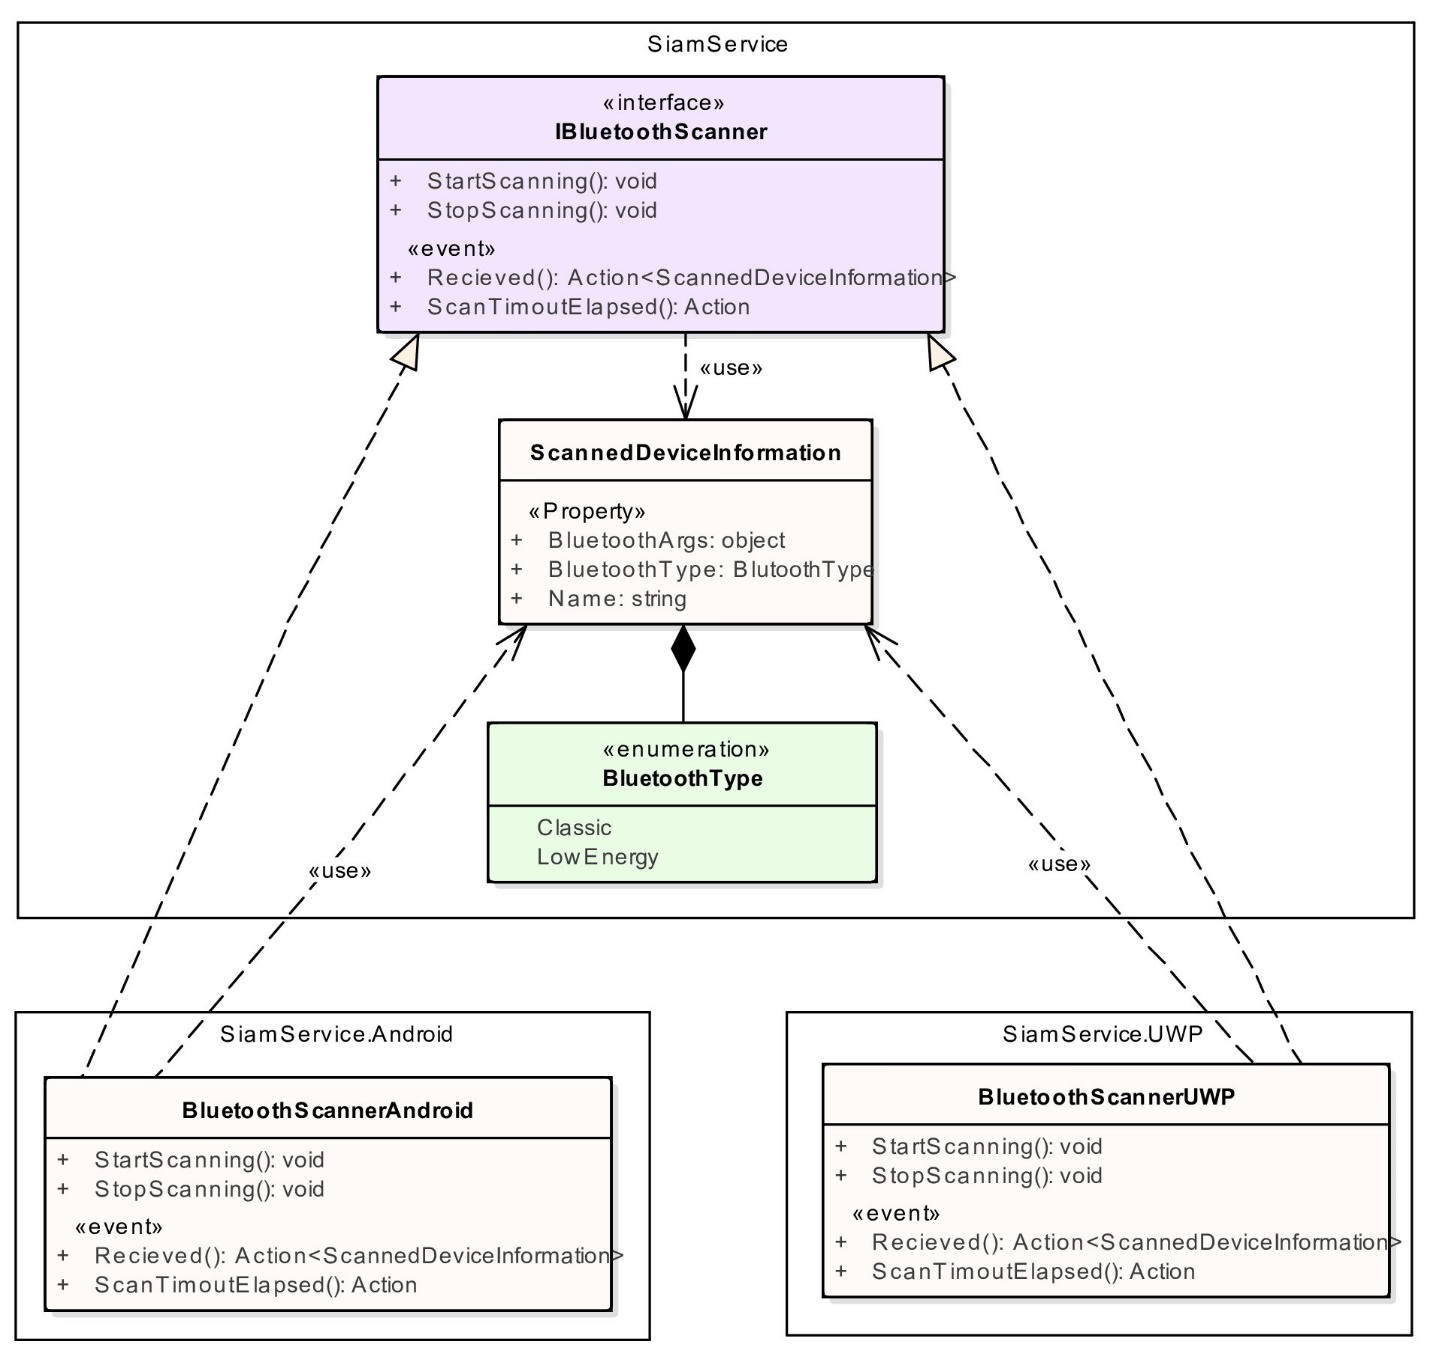 SiamService
«interface»
IBluetoothScanner
+ StartScanning(): void
+ StopScanning(): void
«event»
+ Recieved(): Action<ScannedDeviceInformation>
+ ScanTimoutElapsed(): Action
«use»
ScannedDeviceInformation
«Property»
+ BluetoothArgs: object
+ BluetoothType: BlutoothType
+ Name: string
«enumeration»
BluetoothType
Classic
LowEnergy
«use»
«use»
SiamService.Android
BluetoothScannerAndroid
+ StartScanning(): void
+ StopScanning(): void
«event»
+ Recieved(): Action<ScannedDeviceInformation>
+ ScanTimoutElapsed(): Action
SiamService.UWP
BluetoothScannerUWP
+ StartScanning(): void
+ StopScanning(): void
«event»
+ Recieved(): Action<ScannedDeviceInformation>
+ ScanTimoutElapsed(): Action